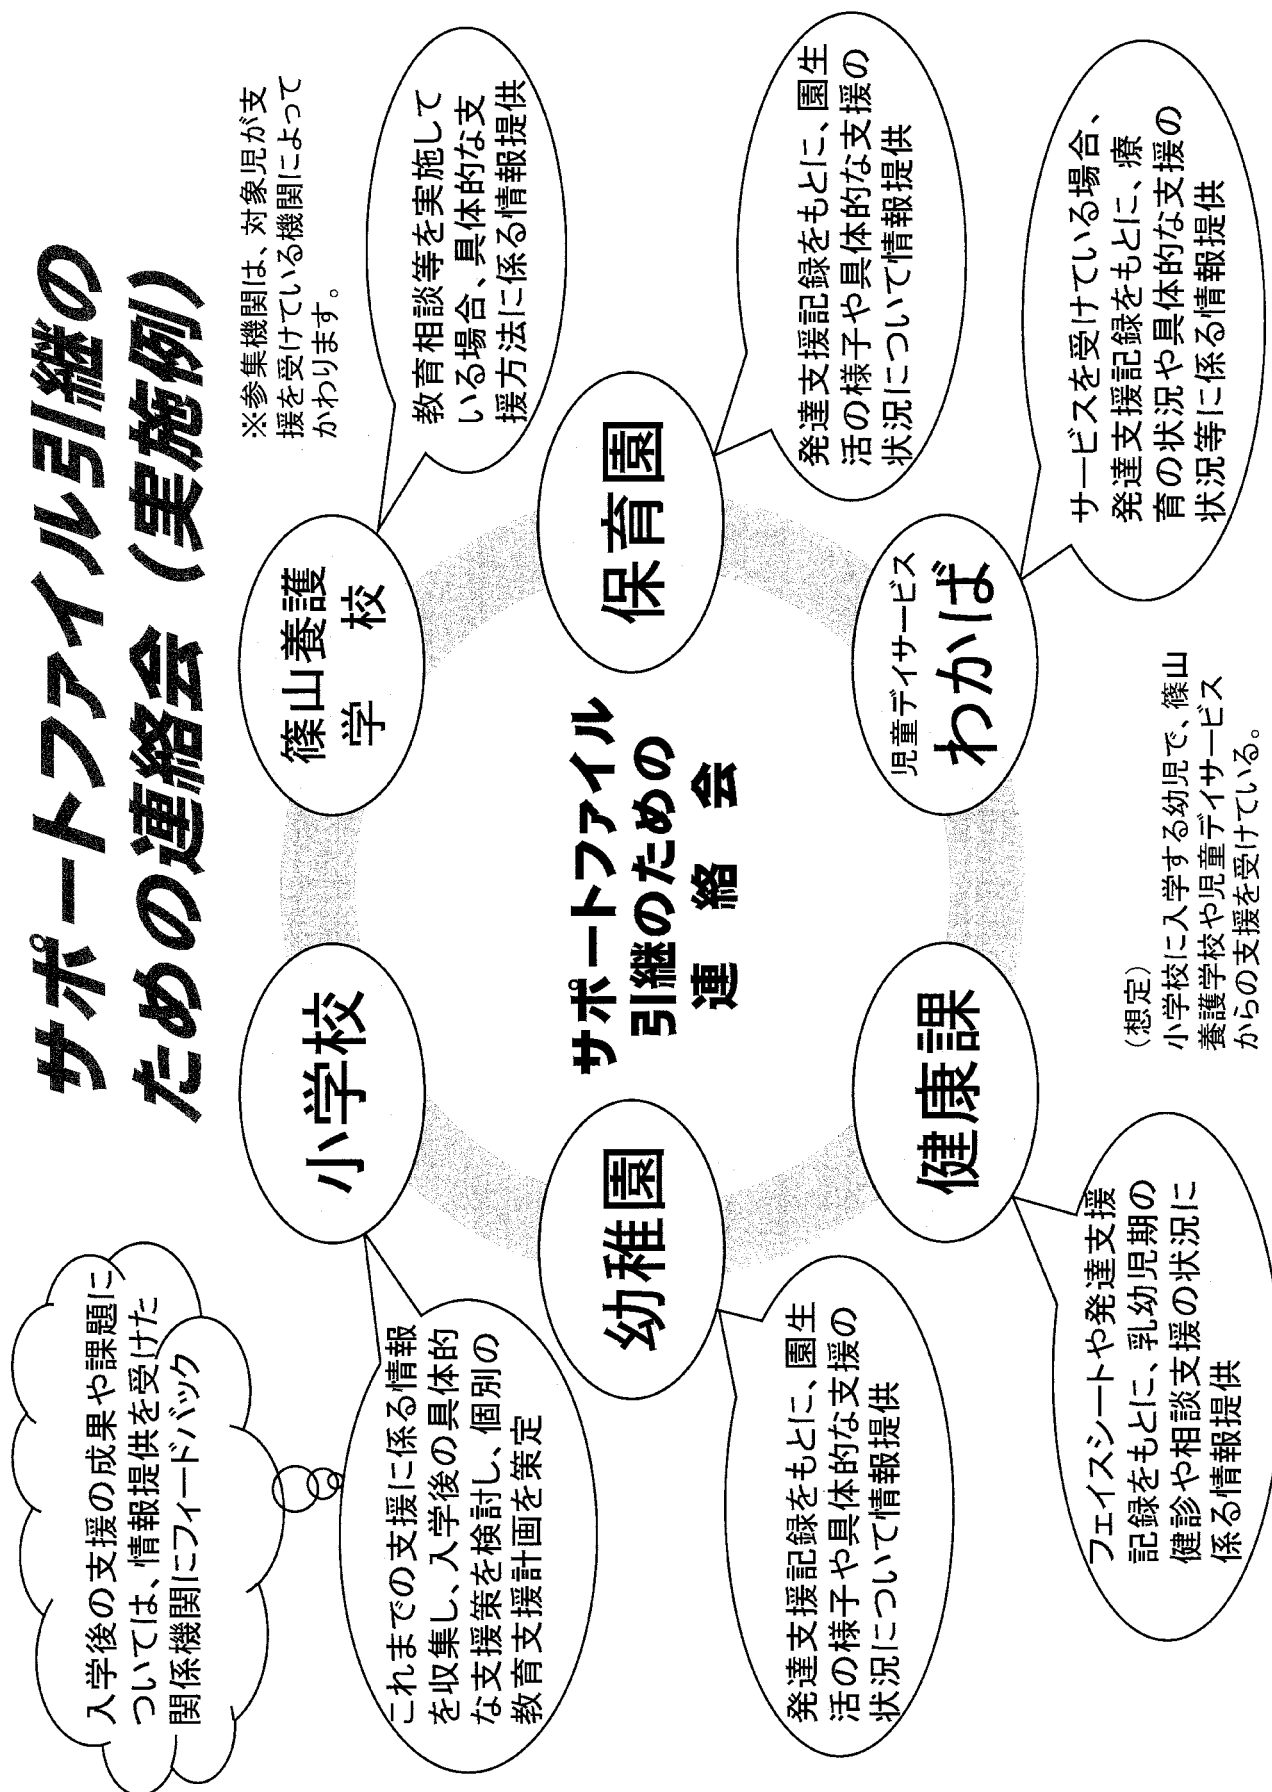 サポートファイル引継の
ための連絡会（実施例）
※参集機関は、対象児が支
援を受けている機関によって
かわります。
入学後の支援の成果や課題に
ついては、情報提供を受けた
関係機関にフィードバック
これまでの支援に係る情報
を収集し、入学後の具体的
な支援策を検討し、個別の
教育支援計画を策定
小学校
篠山養護
学　校
教育相談等を実施して
いる場合、具体的な支
援方法に係る情報提供
幼稚園
発達支援記録をもとに、園生
活の様子や具体的な支援の
状況について情報提供
サポートファイル
引継のための
連　絡　会
保育園
発達支援記録をもとに、園生
活の様子や具体的な支援の
状況について情報提供
健康課
フェイスシートや発達支援
記録をもとに、乳幼児期の
健診や相談支援の状況に
係る情報提供
児童デイサービス
わかば
サービスを受けている場合、
発達支援記録をもとに、療
育の状況や具体的な支援の
状況等に係る情報提供
（想定）
小学校に入学する幼児で、篠山
養護学校や児童デイサービス
からの支援を受けている。